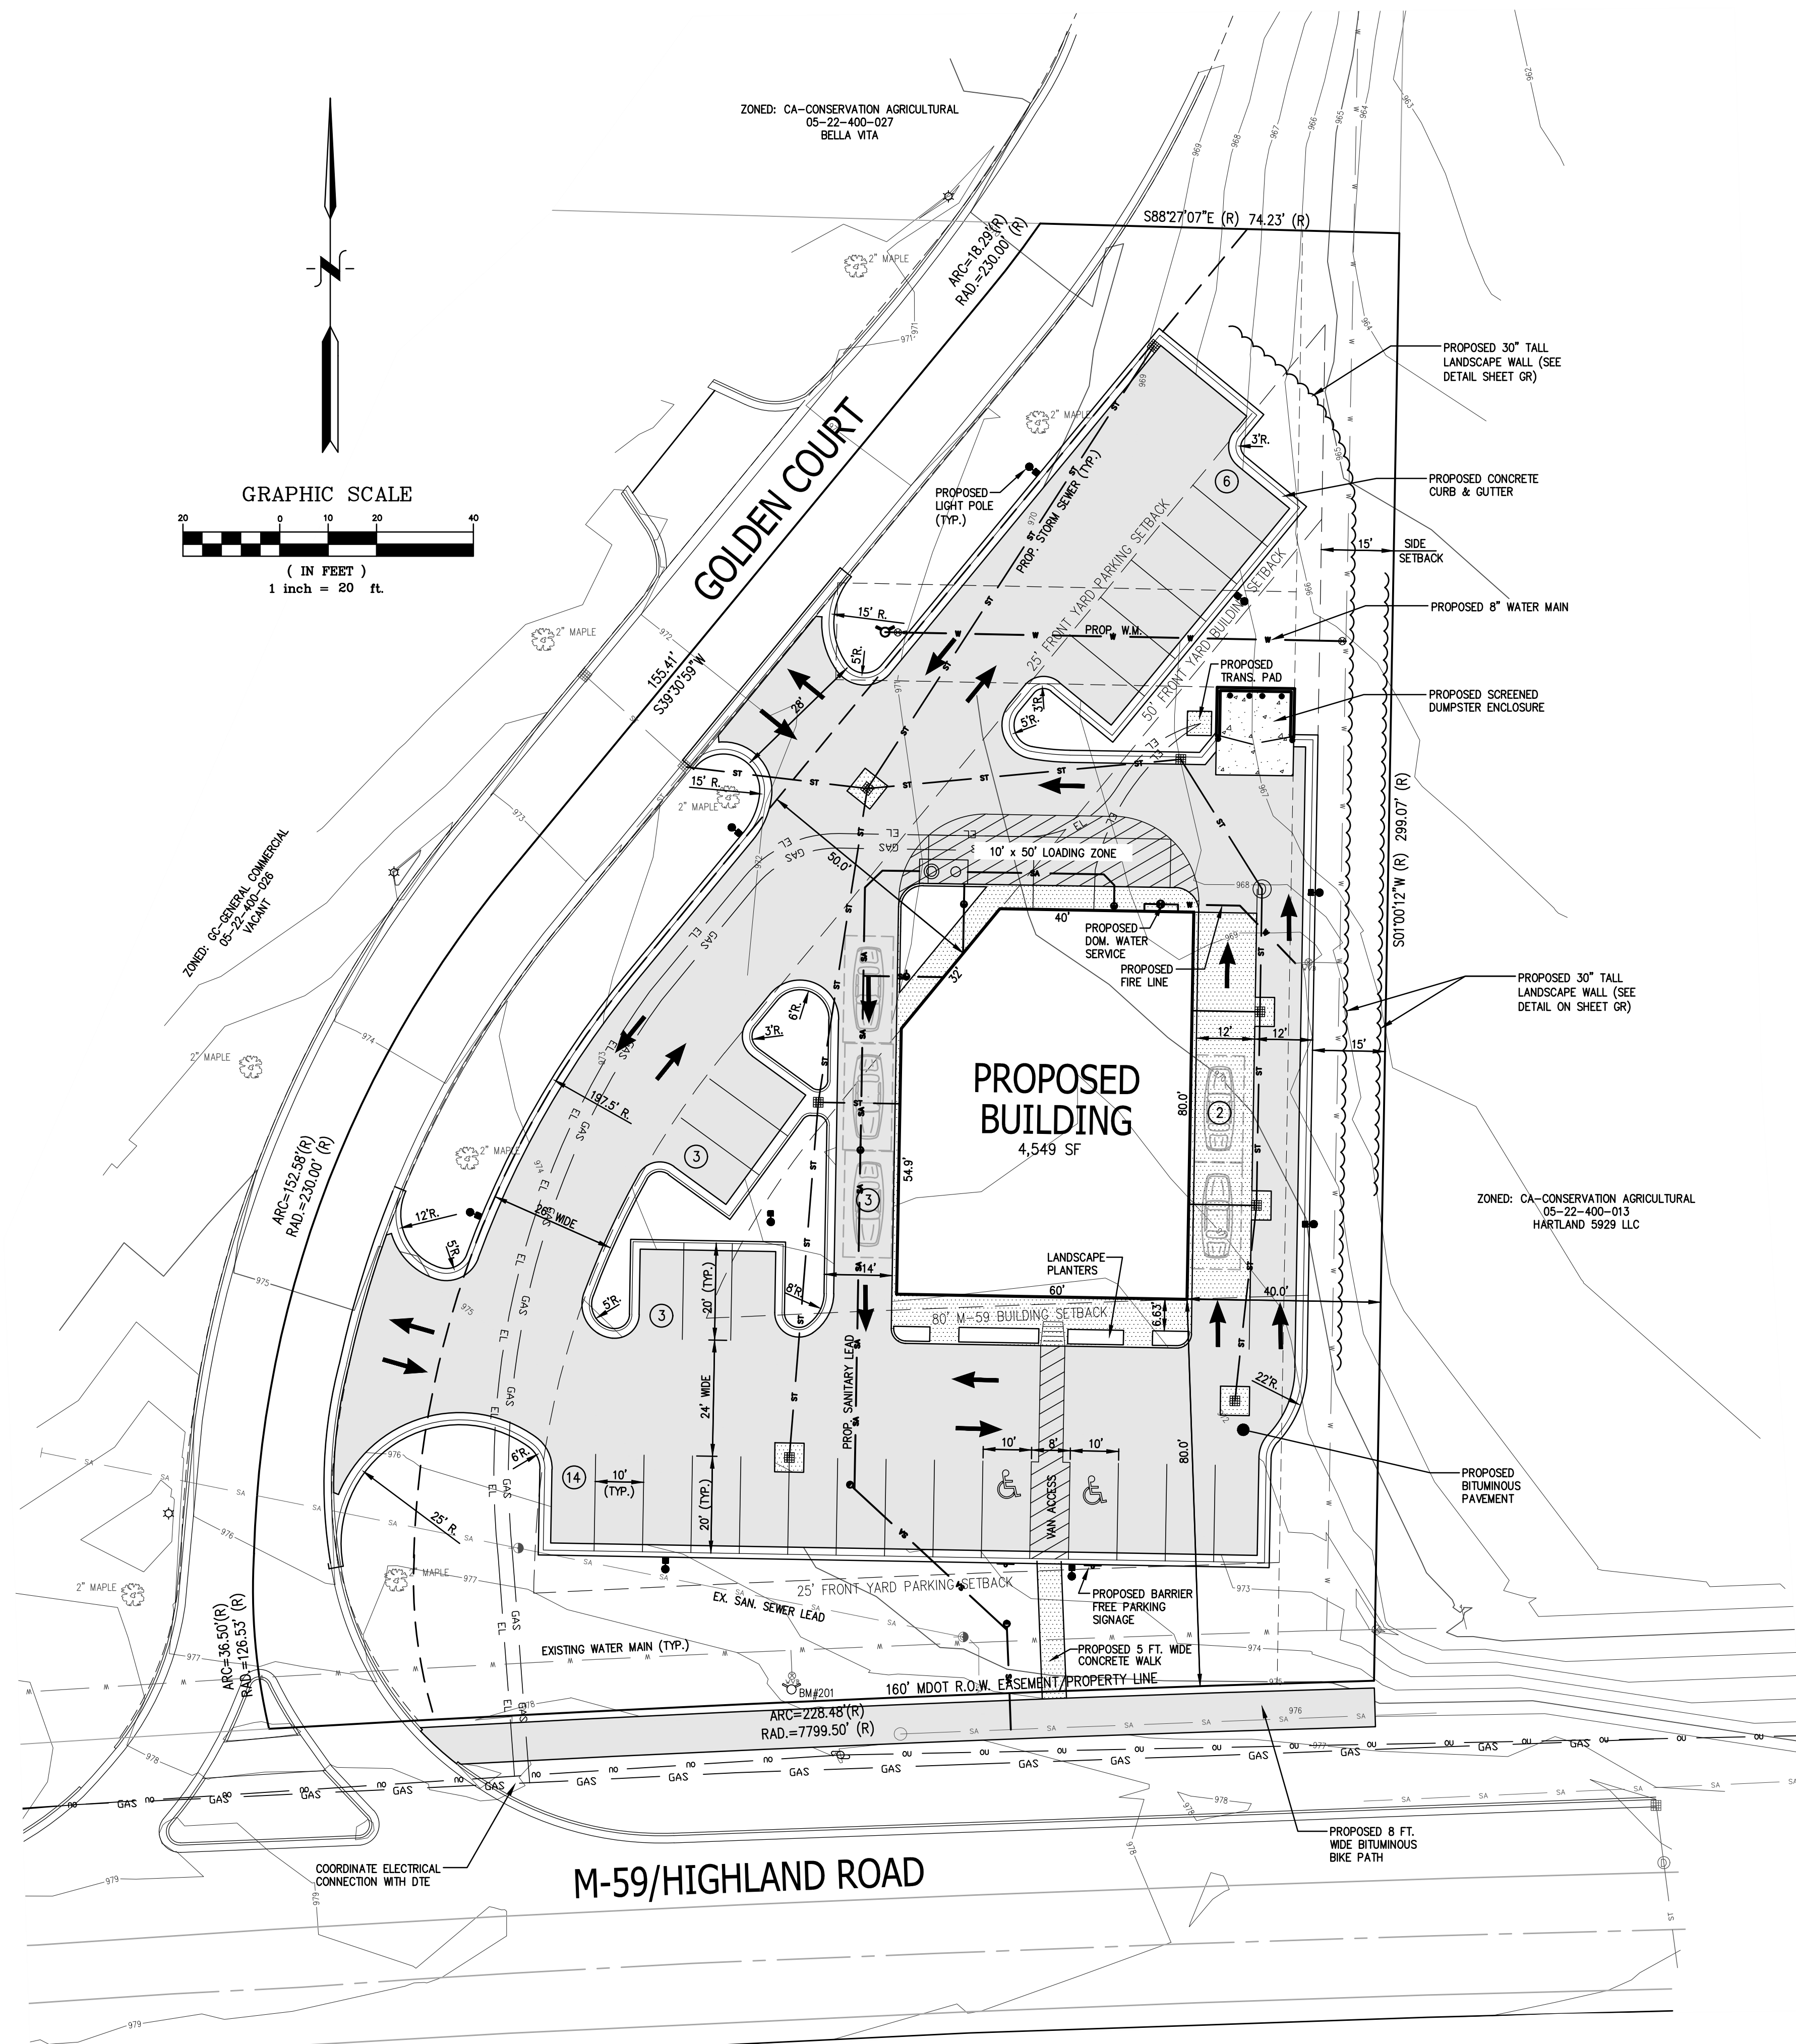 ZONED: CA-CONSERVATION AGRICULTURAL
05-22-400-027
BELLA VITA
S88°27'07"E (R) 74.23' (R)
ARC=18.29'(R)
RAD.=230.00' (R)
2" MAPLE
N
GRAPHIC SCALE
20 0 10 20 40
( IN FEET )
1 inch = 20 ft.
GOLDEN COURT
155.41'
S39°30'59"W
PROPOSED 30" TALL
LANDSCAPE WALL (SEE
DETAIL SHEET GR)
3'R.
6
2" MAPLE
PROPOSED
LIGHT POLE
(TYP.)
PROP. STORM SEWER (TYP.)
PROPOSED CONCRETE
CURB & GUTTER
25' FRONT YARD PARKING SETBACK
50' FRONT YARD BUILDING SETBACK
15' SIDE
SETBACK
PROPOSED 8" WATER MAIN
PROP. W.M.
15' R.
5'R.
28'
2" MAPLE
PROPOSED
TRANS. PAD
PROPOSED SCREENED
DUMPSTER ENCLOSURE
3'R.
5'R.
15' R.
2" MAPLE
S01°00'12"W (R) 299.07' (R)
ZONED: GC-GENERAL COMMERCIAL
05-22-400-026
VACANT
50.0'
10' x 50' LOADING ZONE
40'
32'
PROPOSED
DOM. WATER
SERVICE
PROPOSED
FIRE LINE
PROPOSED 30" TALL
LANDSCAPE WALL (SEE
DETAIL ON SHEET GR)
12' 12'
15'
6'R.
3'R.
2" MAPLE
197.5' R.
PROPOSED
BUILDING
4,549 SF
80.0'
54.9'
2
3
3
2" MAPLE
ARC=152.58'(R)
RAD.=230.00' (R)
12'R.
5'R.
26' WIDE
ZONED: CA-CONSERVATION AGRICULTURAL
05-22-400-013
HARTLAND 5929 LLC
LANDSCAPE
PLANTERS
14'
60'
40.0'
20' (TYP.)
8'R.
5'R.
3
80' M-59 BUILDING SETBACK
6.63'
24' WIDE
PROP. SANITARY LEAD
22'R.
80.0'
10' 8' 10'
VAN ACCESS
6'R.
14
10'
(TYP.)
20' (TYP.)
25' R.
PROPOSED
BITUMINOUS
PAVEMENT
2" MAPLE
2" MAPLE
25' FRONT YARD PARKING SETBACK
EX. SAN. SEWER LEAD
PROPOSED BARRIER
FREE PARKING
SIGNAGE
EXISTING WATER MAIN (TYP.)
PROPOSED 5 FT. WIDE
CONCRETE WALK
ARC=36.50'(R)
RAD.=126.53' (R)
BM#201
160' MDOT R.O.W. EASEMENT/PROPERTY LINE
ARC=228.48'(R)
RAD.=7799.50' (R)
PROPOSED 8 FT.
WIDE BITUMINOUS
BIKE PATH
COORDINATE ELECTRICAL
CONNECTION WITH DTE
M-59/HIGHLAND ROAD